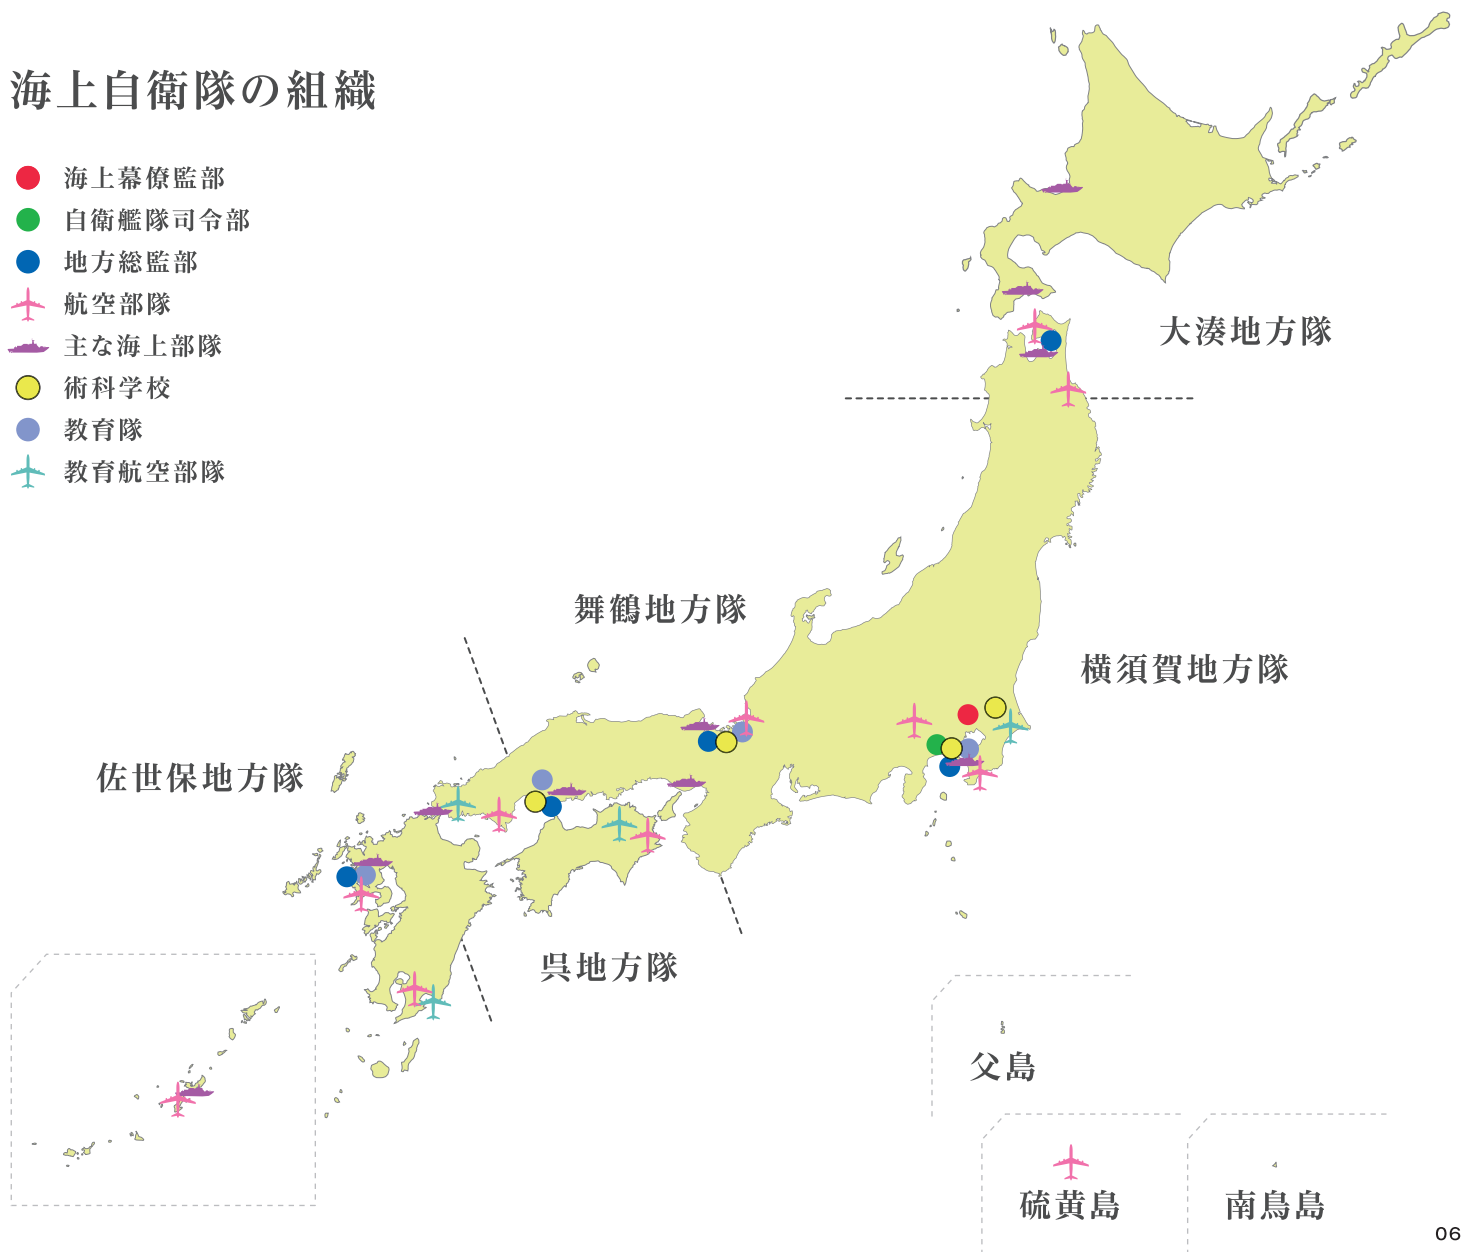 海上自衛隊の組織
海上幕僚監部
自衛艦隊司令部
地方総監部
航空部隊
主な海上部隊
術科学校
教育隊
教育航空部隊
大湊地方隊
舞鶴地方隊
横須賀地方隊
佐世保地方隊
呉地方隊
父島
硫黄島
南鳥島
06